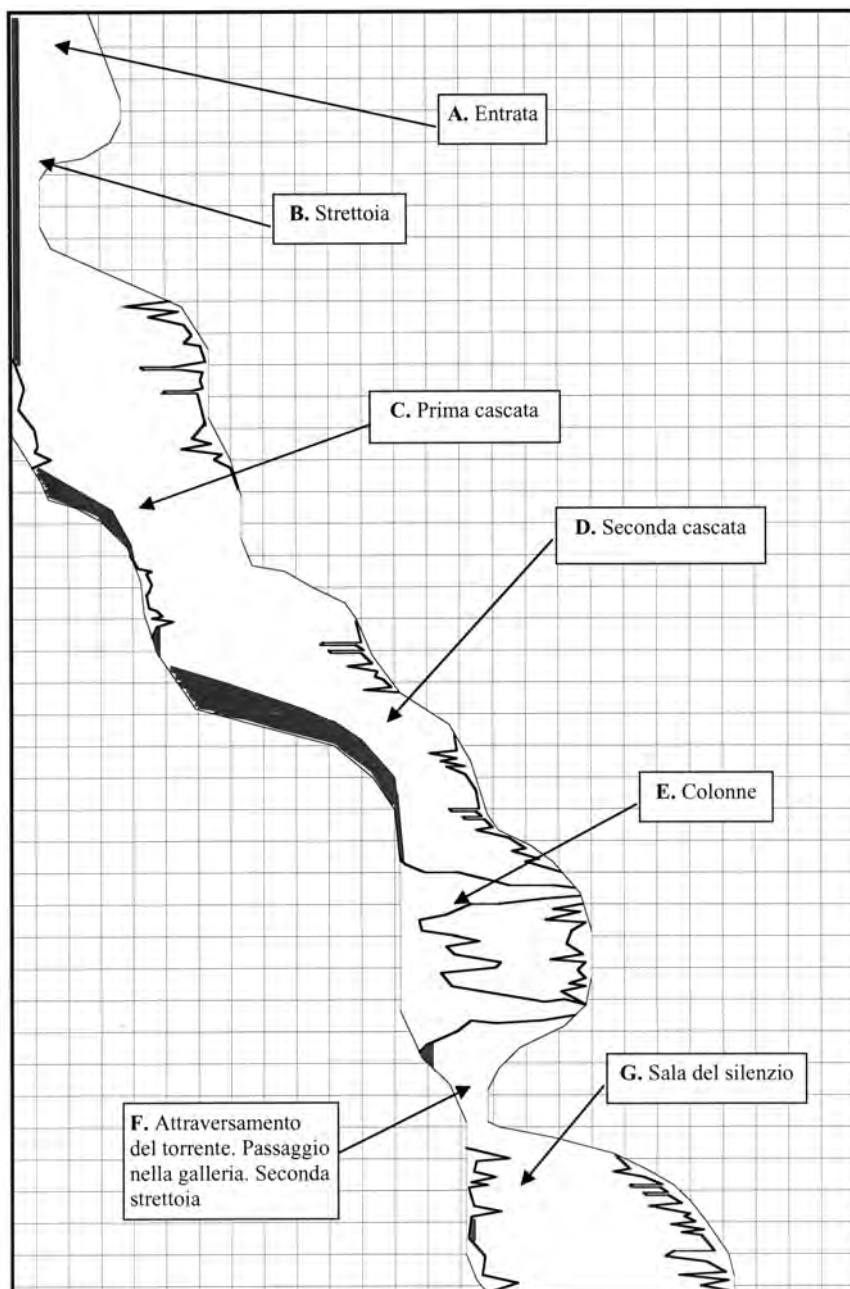 A. Entrata
B. Strettoia
C. Prima cascata
D. Seconda cascata
E. Colonne
G. Sala del silenzio
F. Attraversamento
del torrente. Passaggio
nella galleria. Seconda
strettoia